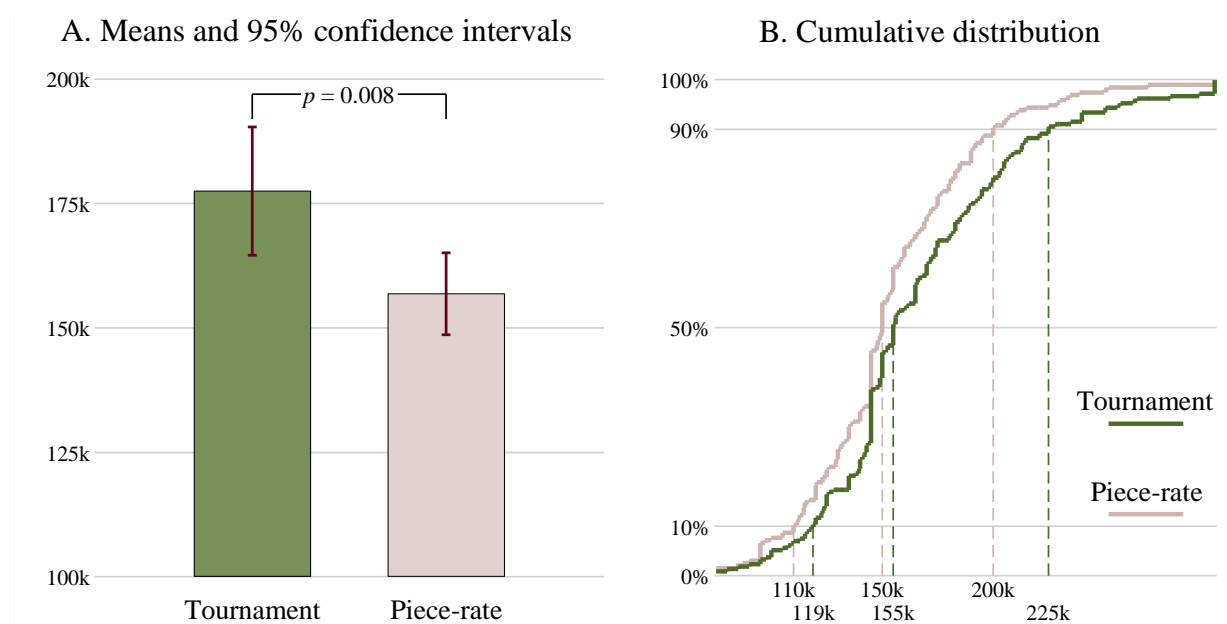 A. Means and 95% confidence intervals
200k
p = 0.008
175k
150k
125k
100k
Tournament
Piece-rate
B. Cumulative distribution
100%
90%
50%
10%
0%
Tournament
Piece-rate
110k
150k
200k
119k
155k
225k